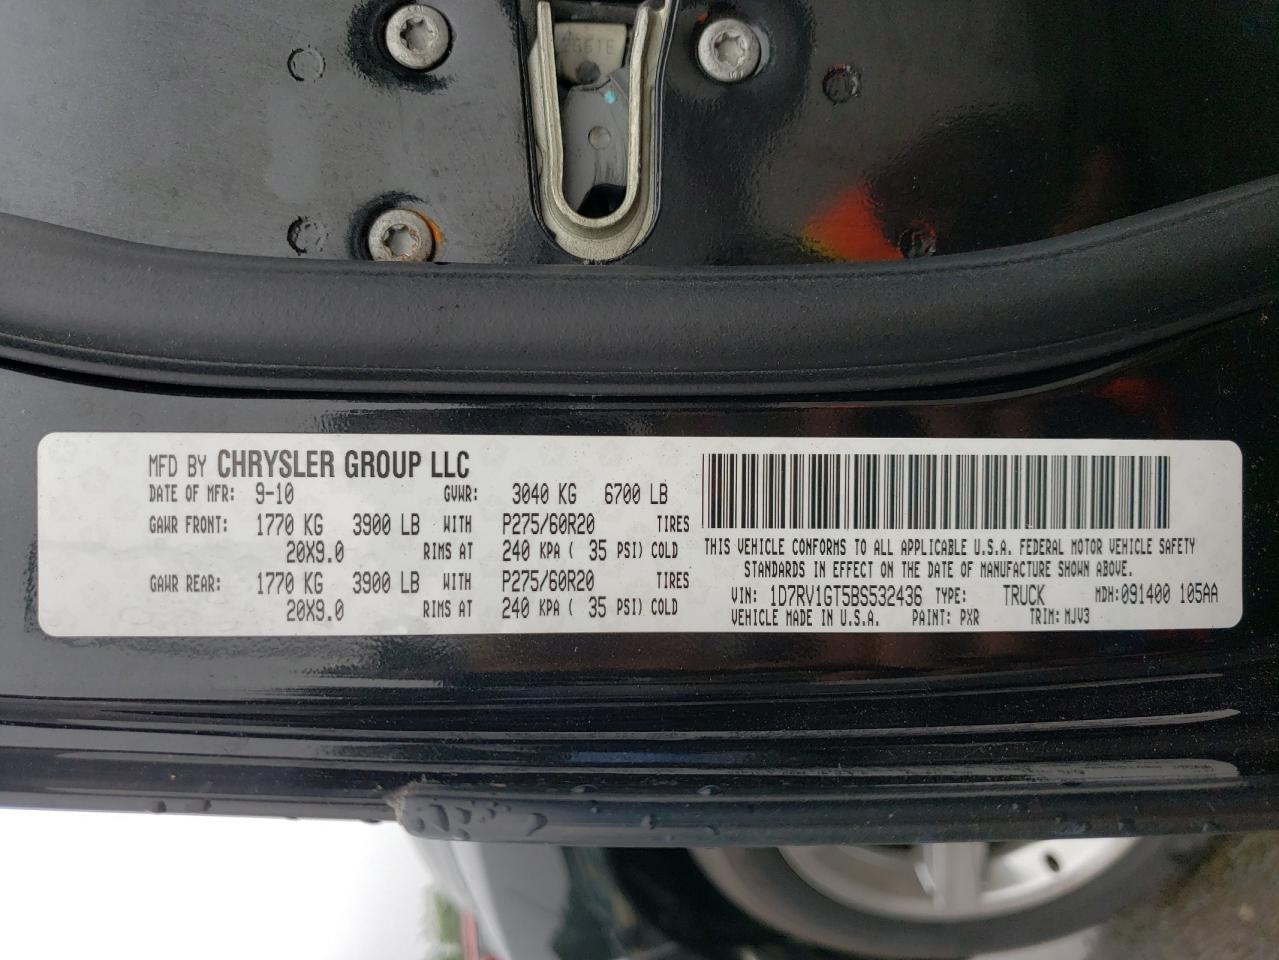 2661E
MFD BY CHRYSLER GROUP LLC
DATE OF MFR: 9-10 GVWR: 3040 KG 6700 LB
GAWR FRONT: 1770 KG 3900 LB WITH P275/60R20 TIRES
20X9.0 RIMS AT 240 KPA ( 35 PSI) COLD
GAWR REAR: 1770 KG 3900 LB WITH P275/60R20 TIRES
20X9.0 RIMS AT 240 KPA ( 35 PSI) COLD
THIS VEHICLE CONFORMS TO ALL APPLICABLE U.S.A. FEDERAL MOTOR VEHICLE SAFETY
STANDARDS IN EFFECT ON THE DATE OF MANUFACTURE SHOWN ABOVE.
VIN: 1D7RV1GT5BS532436 TYPE: TRUCK MDH:091400 105AA
VEHICLE MADE IN U.S.A. PAINT: PXR TRIM: MJV3